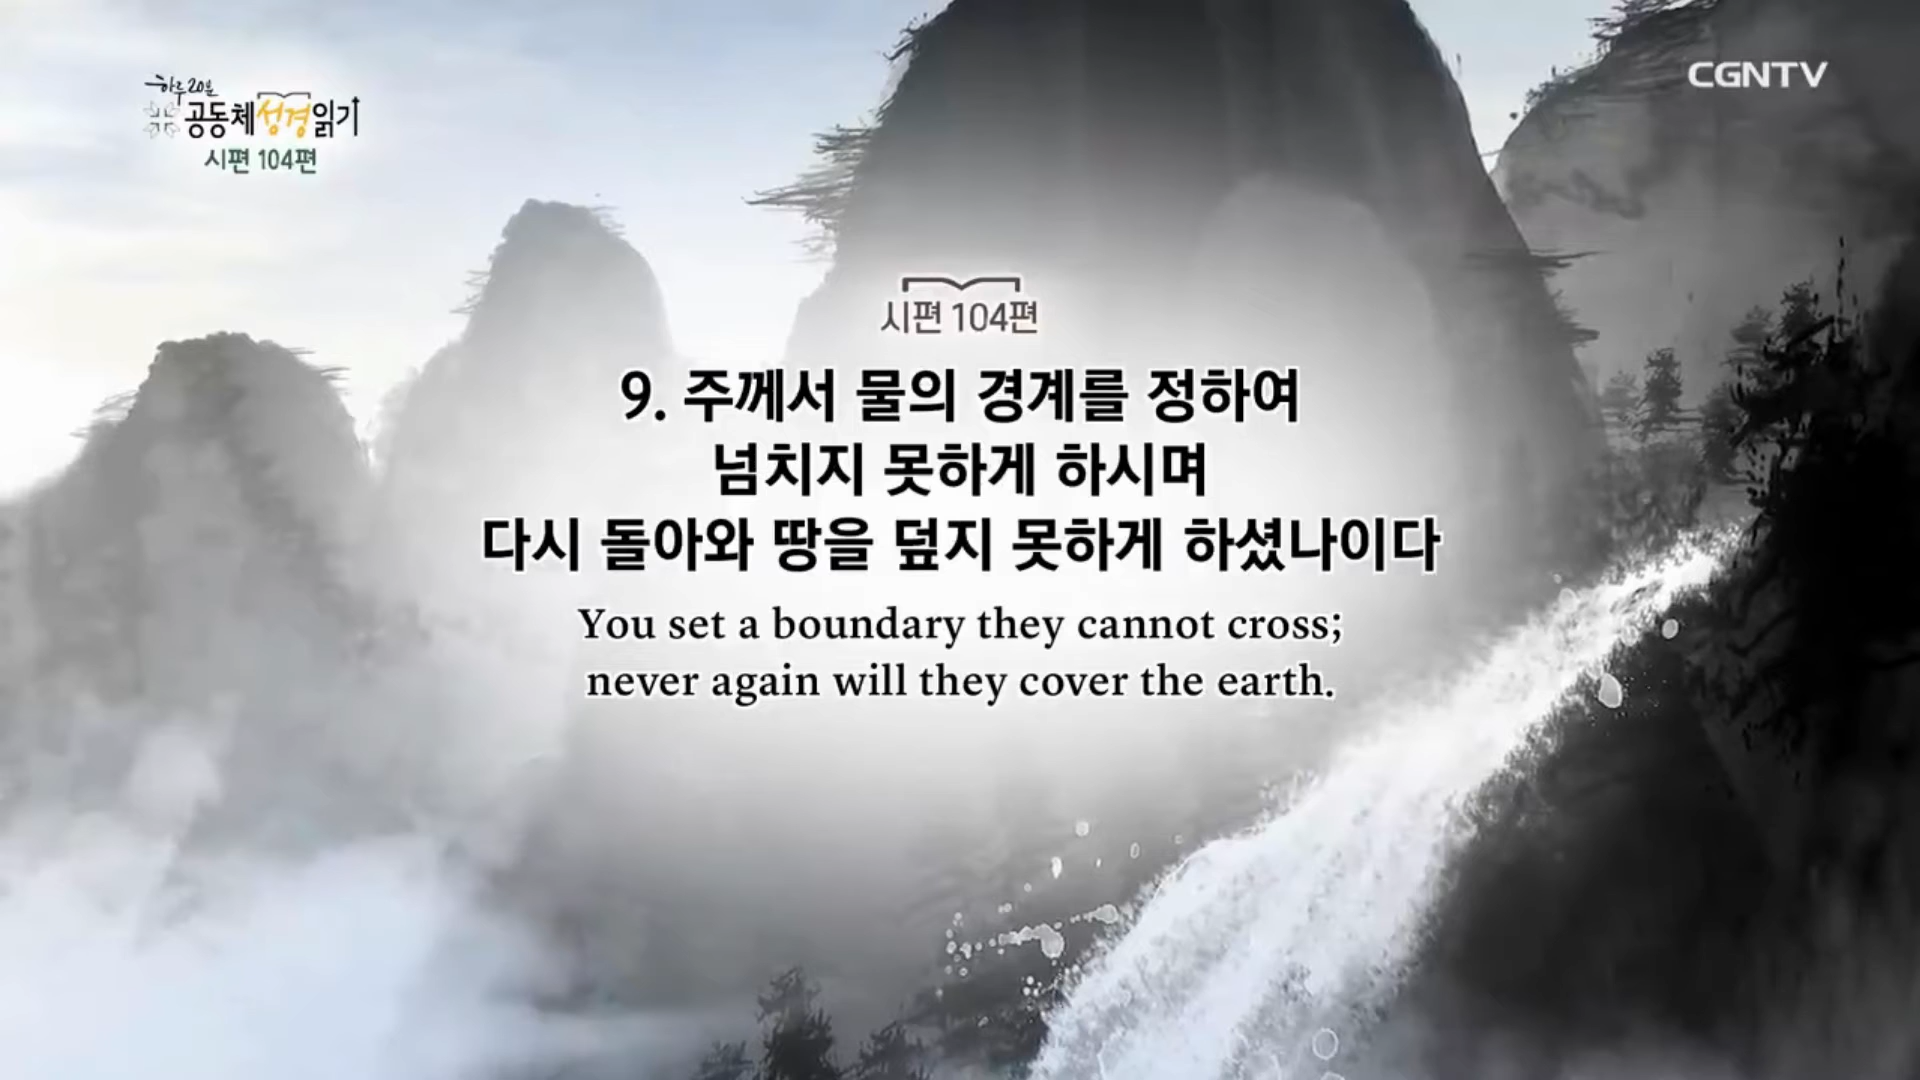 하루 20분
공동체성경읽기
시편 104편
CGNTV
시편 104편
9. 주께서 물의 경계를 정하여
넘치지 못하게 하시며
다시 돌아와 땅을 덮지 못하게 하셨나이다
You set a boundary they cannot cross;
never again will they cover the earth.